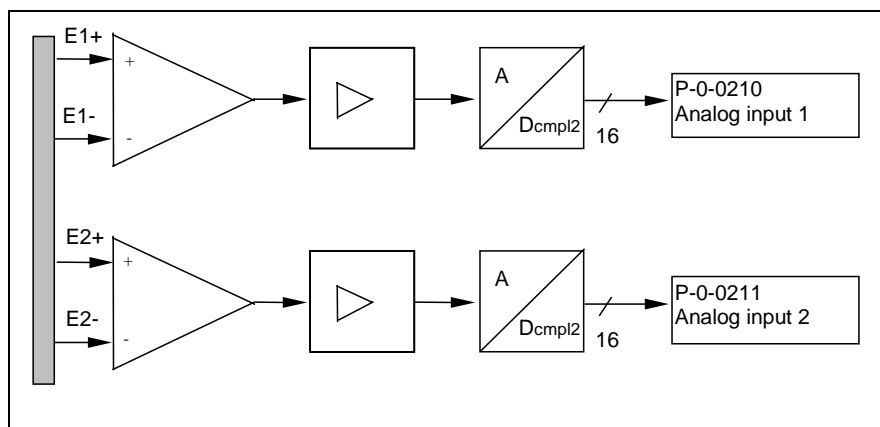 E1+
+
E1-
-
A
Dcmpl2
16
P-0-0210
Analog input 1
E2+
+
E2-
-
A
Dcmpl2
16
P-0-0211
Analog input 2